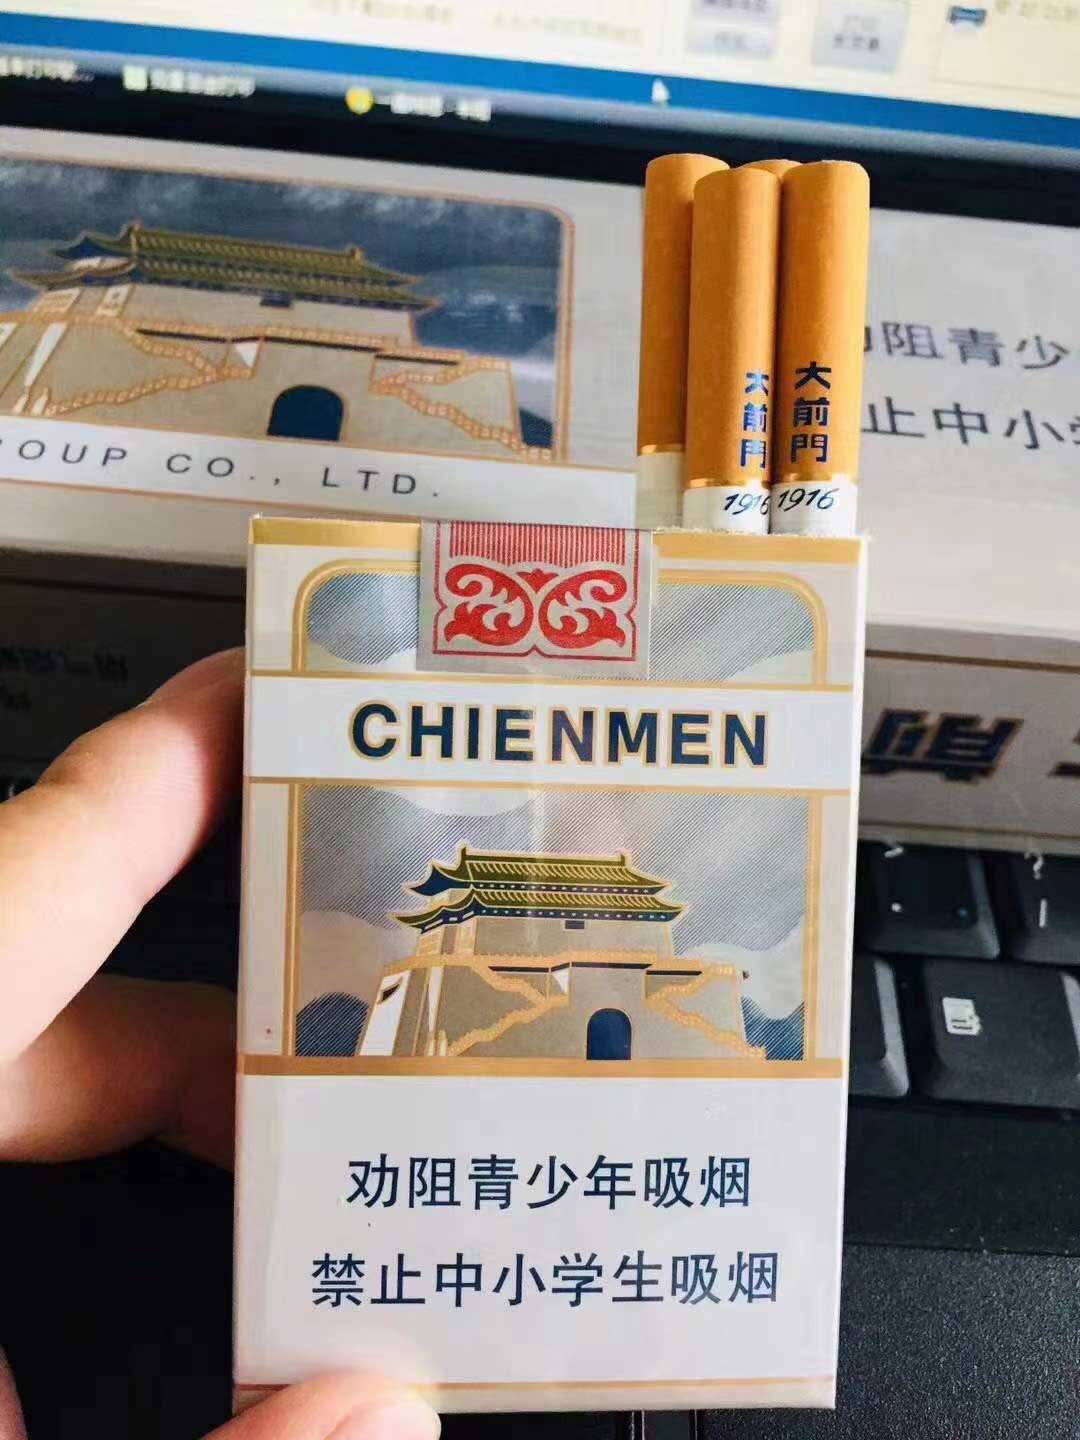 OUP CO., LTD.
阻青少
止中小
大前門
大前門
1916
1916
CHIENMEN
劝阻青少年吸烟
禁止中小学生吸烟